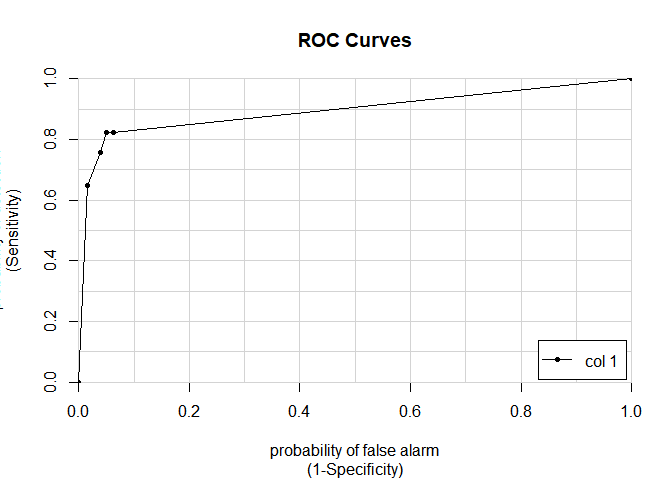 ROC Curves
1.0
0.8
0.6
0.4
0.2
0.0
(Sensitivity)
col 1
0.0 0.2 0.4 0.6 0.8 1.0
probability of false alarm
(1-Specificity)